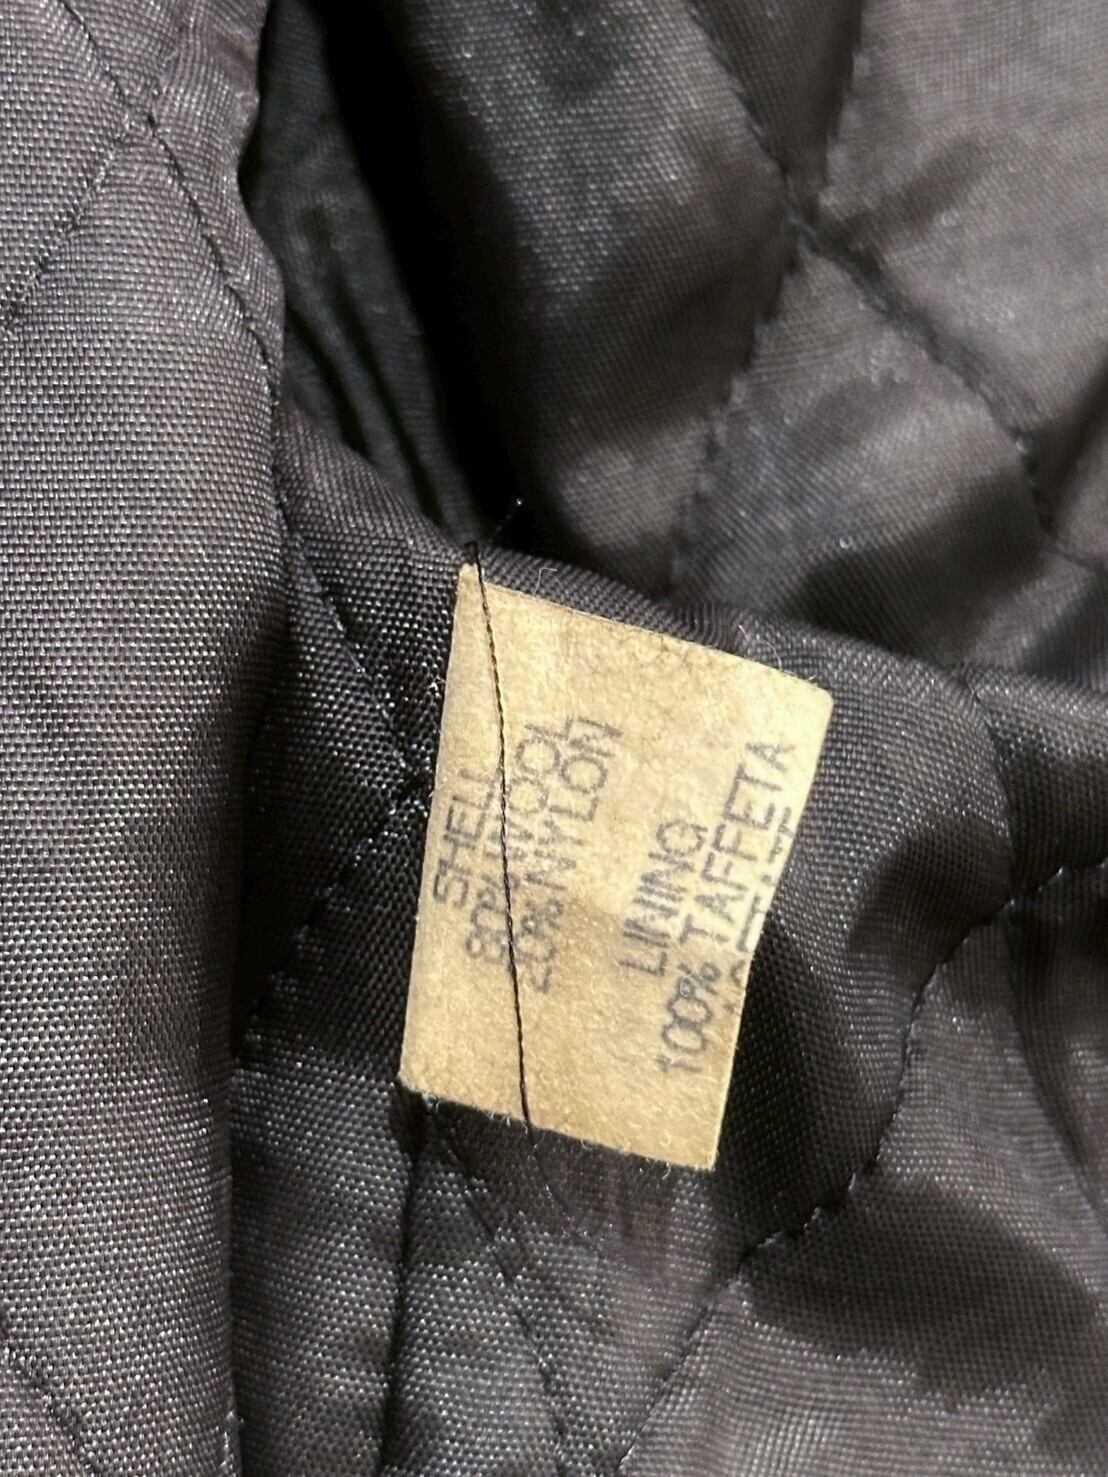 SHELL
80% WOOL
20% NYLON
LINING
100% TAFFETA